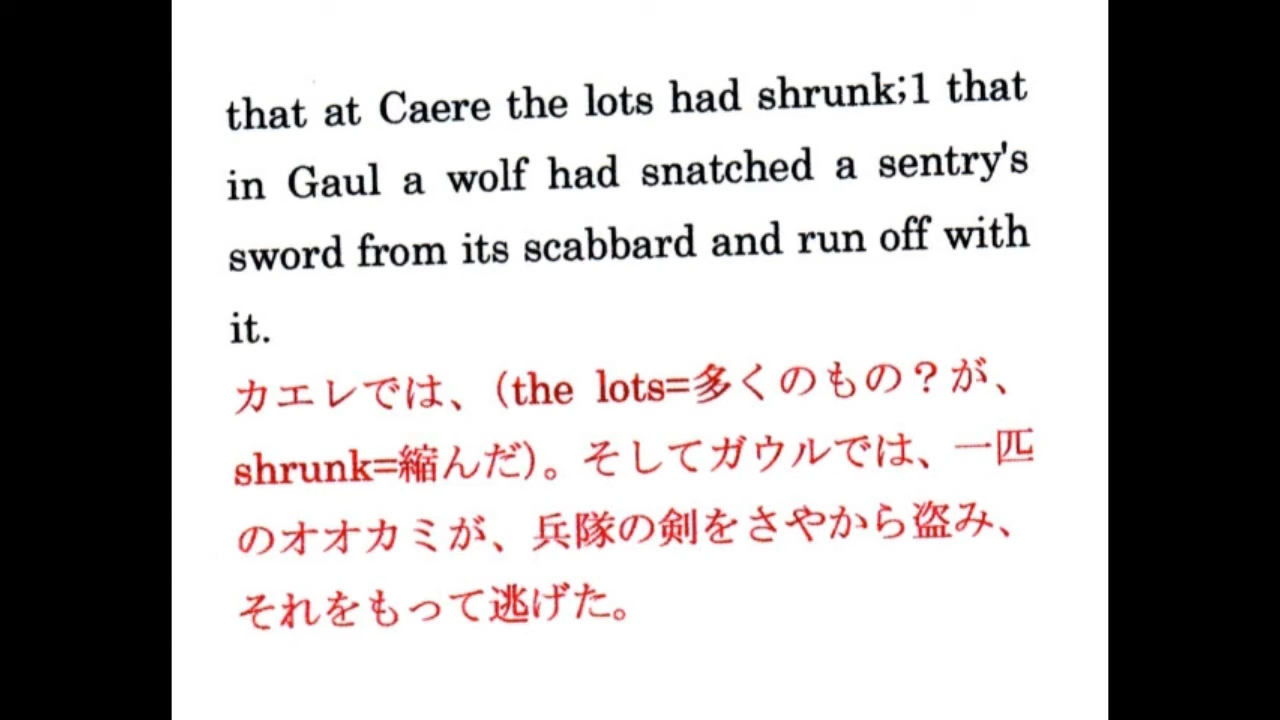 that at Caere the lots had shrunk;1 that
in Gaul a wolf had snatched a sentry's
sword from its scabbard and run off with
it.
カエレでは、(the lots=多くのもの？が、
shrunk=縮んだ)。そしてガウルでは、一匹
のオオカミが、兵隊の剣をさやから盗み、
それをもって逃げた。